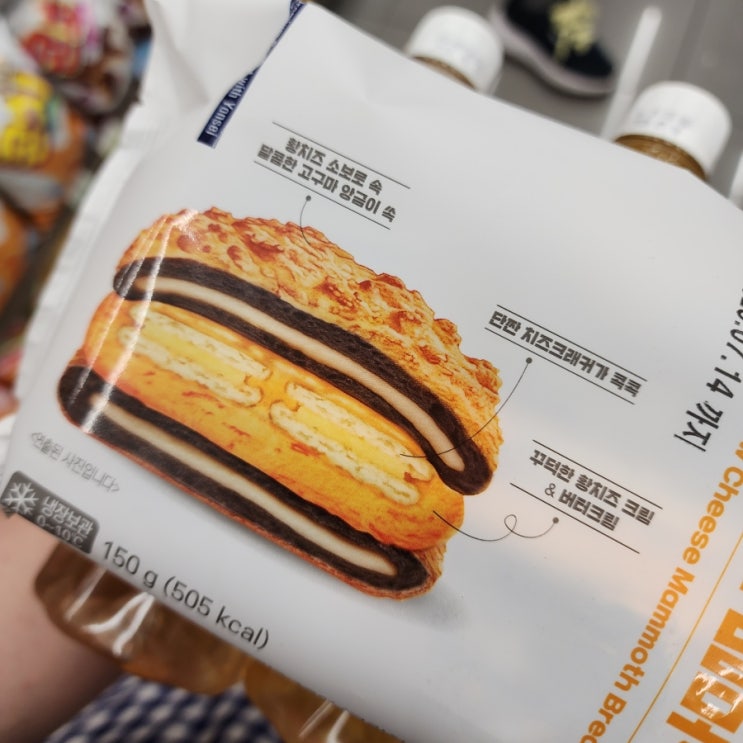 with Yonsei
황치즈 소보로 속
달콤한 고구마 앙금이 쏙
단짠 치즈크래커가 콕콕
꾸덕한 황치즈 크림
& 버터크림
<연출된 사진입니다>
냉장보관
0~10℃
150 g (505 kcal)
.07.14 까지
Cheese Mammoth Bre